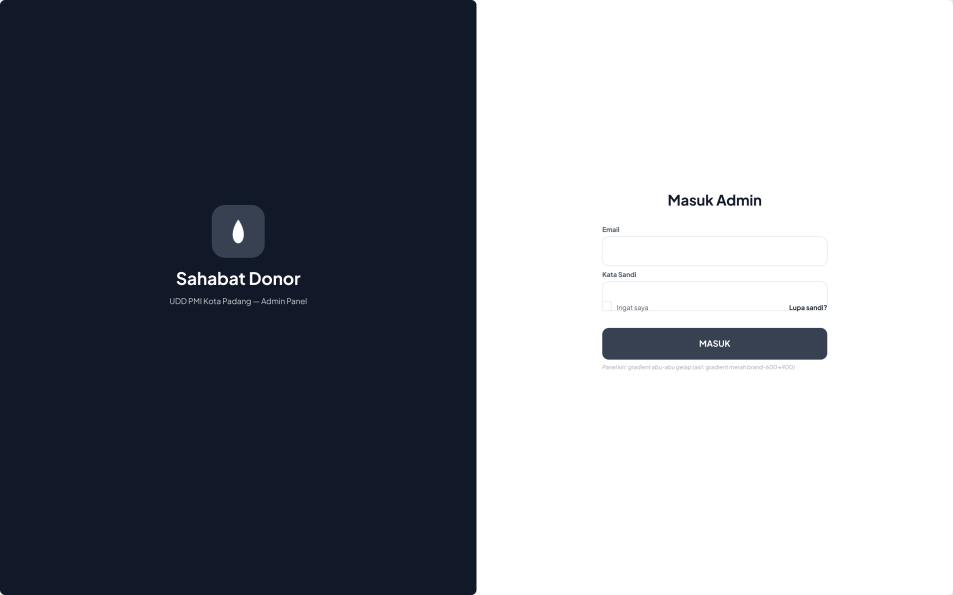 Sahabat Donor
UDD PMI Kota Padang — Admin Panel
Masuk Admin
Email
Kata Sandi
Ingat saya
Lupa sandi?
MASUK
Panel kiri: gradient abu-abu gelap (asli: gradient merah brand-600→900)